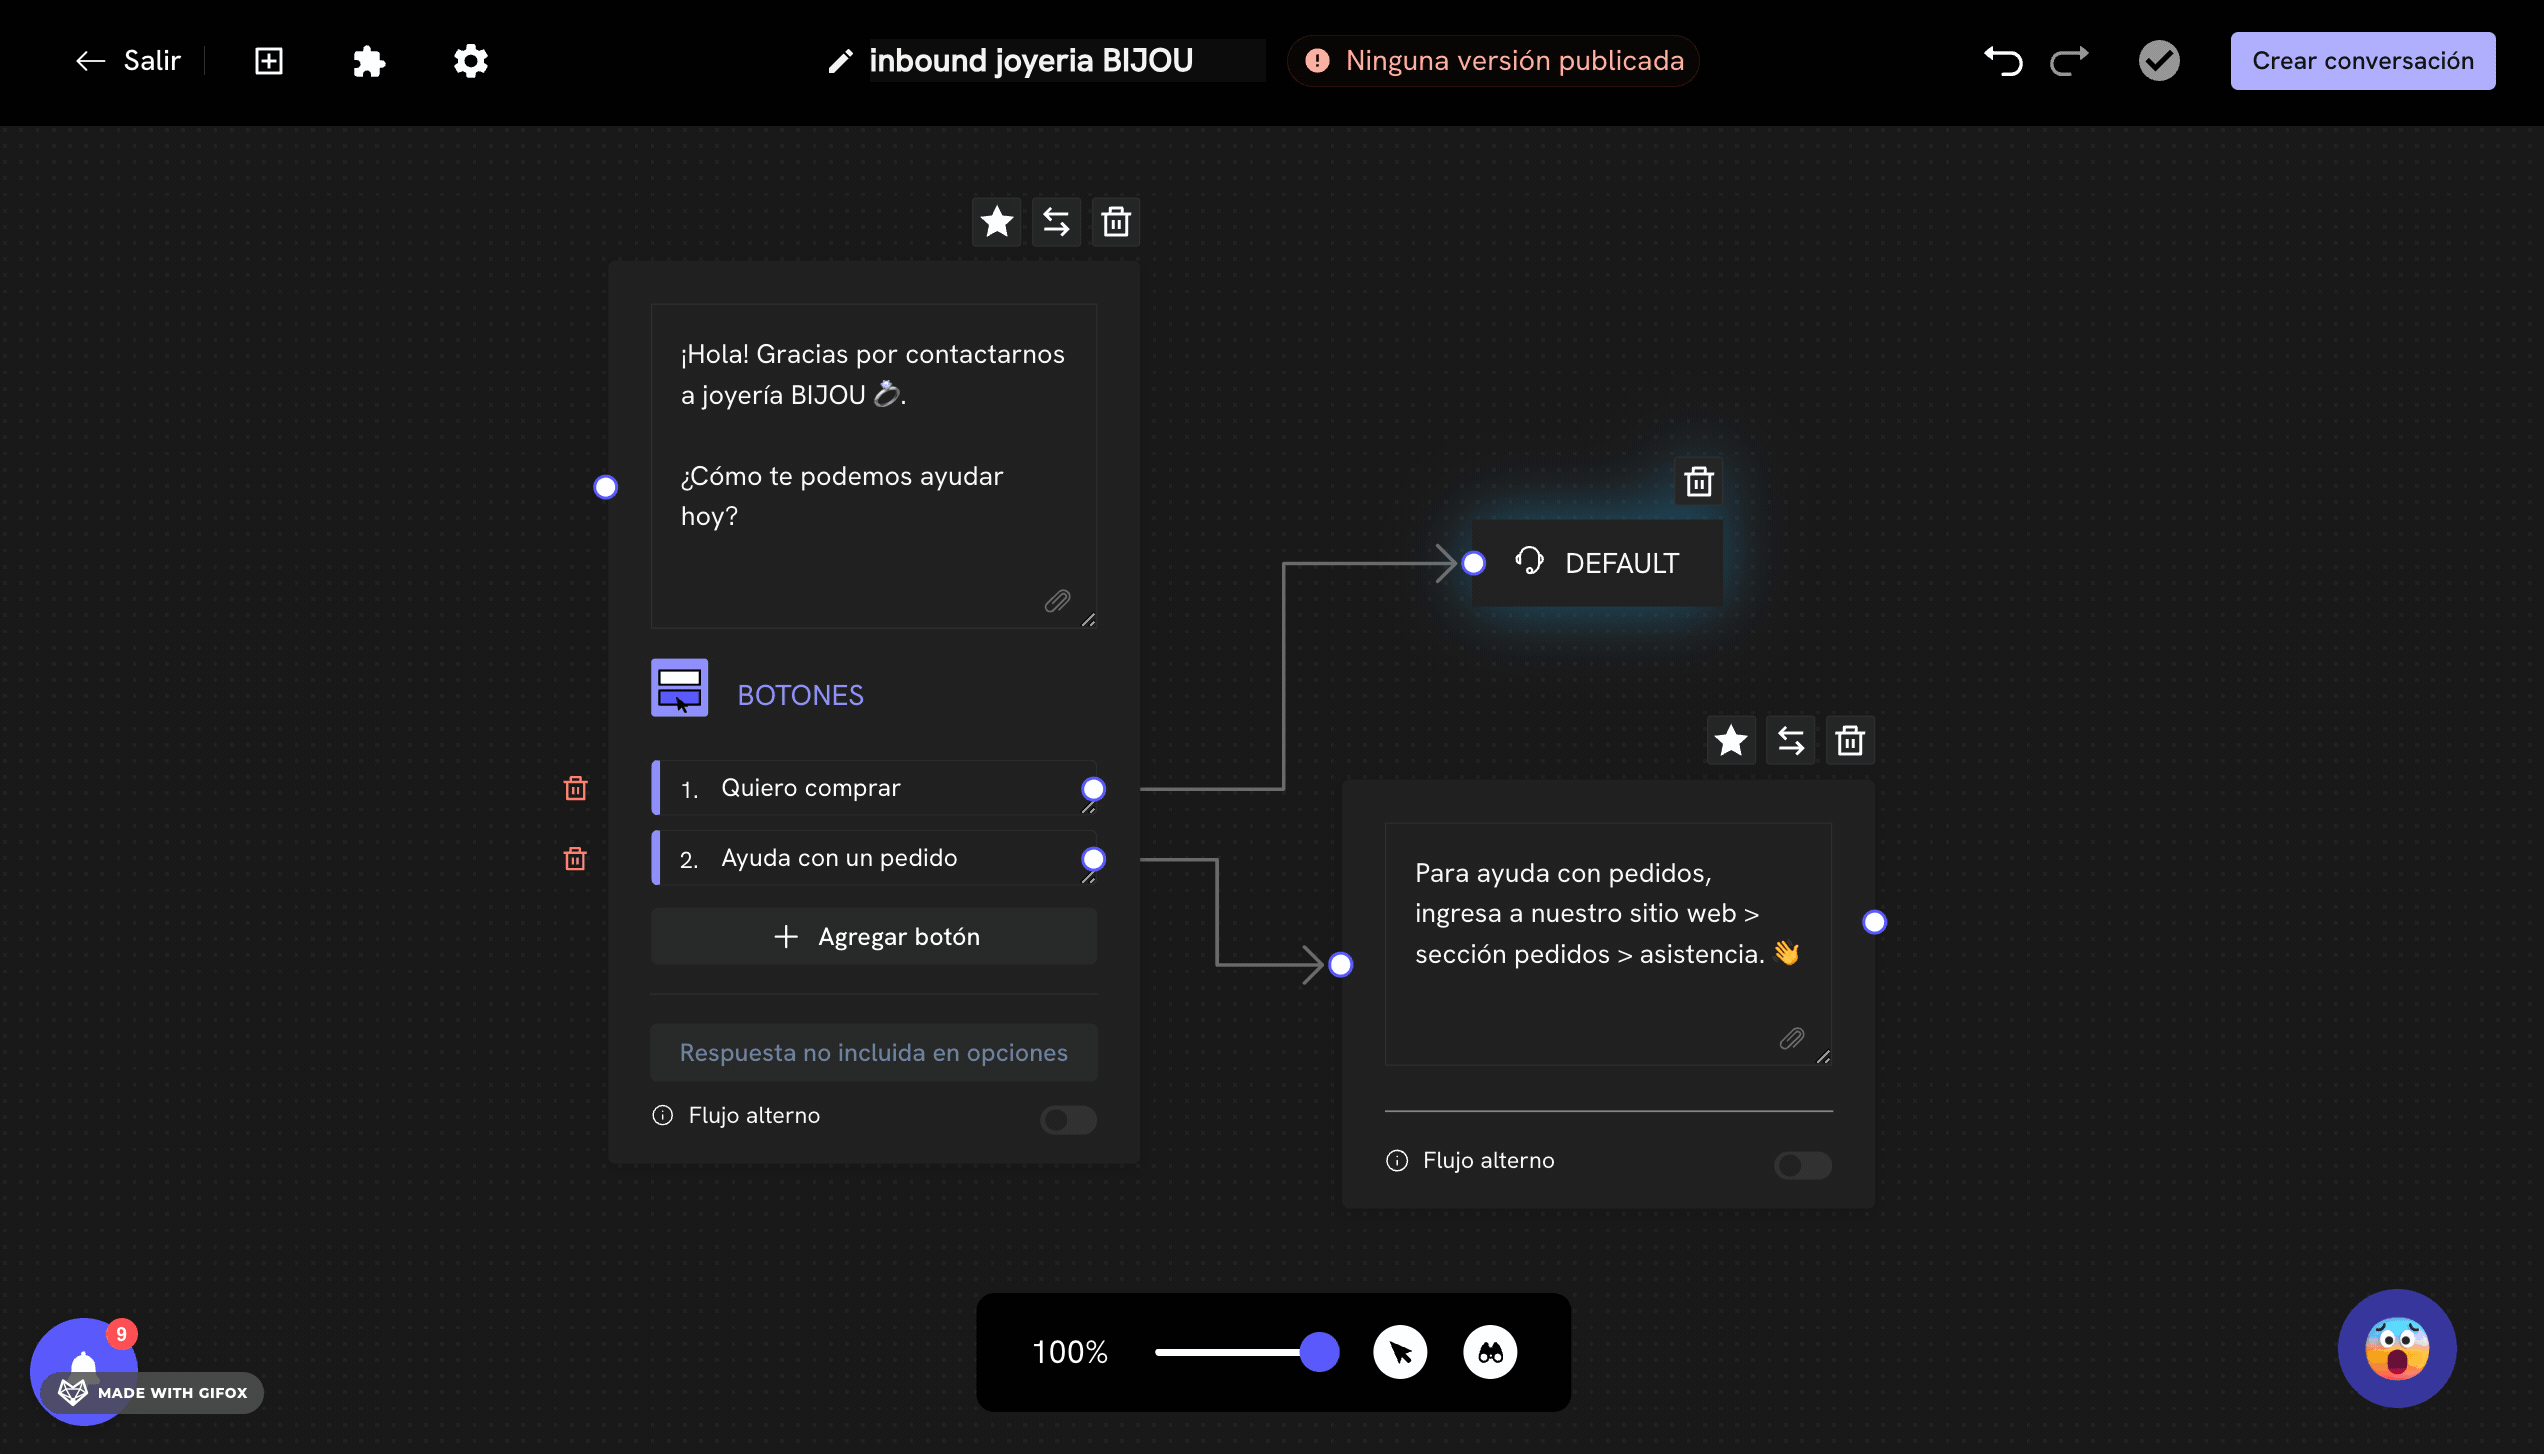 Salir
inbound joyeria BIJOU
Ninguna versión publicada
Crear conversación
¡Hola! Gracias por contactarnos
a joyería BIJOU 💍.
¿Cómo te podemos ayudar
hoy?
BOTONES
1. Quiero comprar
2. Ayuda con un pedido
Agregar botón
Respuesta no incluida en opciones
Flujo alterno
DEFAULT
Para ayuda con pedidos,
ingresa a nuestro sitio web >
sección pedidos > asistencia. 👋
Flujo alterno
100%
9
MADE WITH GIFOX